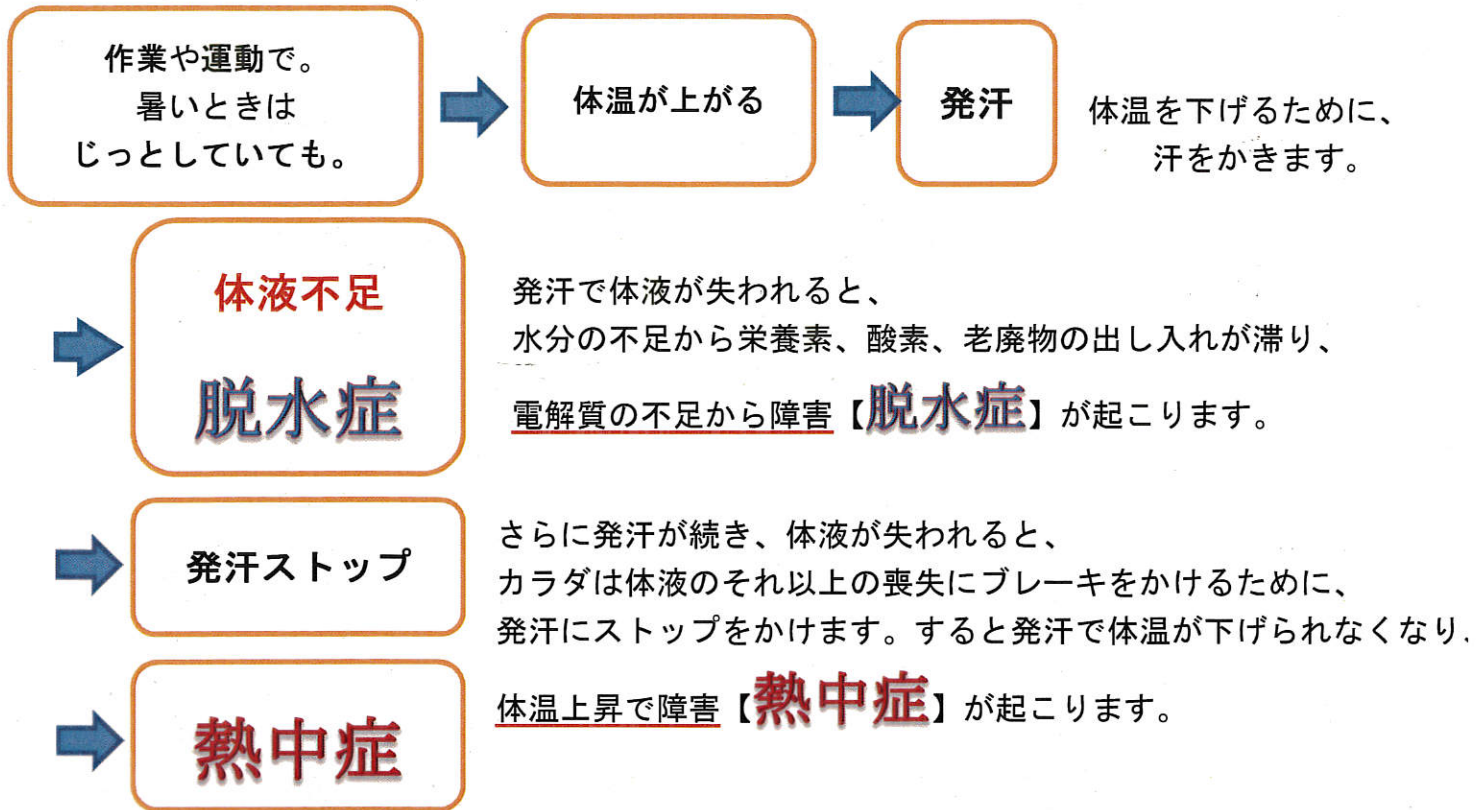 作業や運動で。
暑いときは
じっとしていても。
体温が上がる
発汗
体温を下げるために、
汗をかきます。
体液不足
脱水症
発汗で体液が失われると、
水分の不足から栄養素、酸素、老廃物の出し入れが滞り、
電解質の不足から障害【脱水症】が起こります。
発汗ストップ
さらに発汗が続き、体液が失われると、
カラダは体液のそれ以上の喪失にブレーキをかけるために、
発汗にストップをかけます。すると発汗で体温が下げられなくなり、
熱中症
体温上昇で障害【熱中症】が起こります。